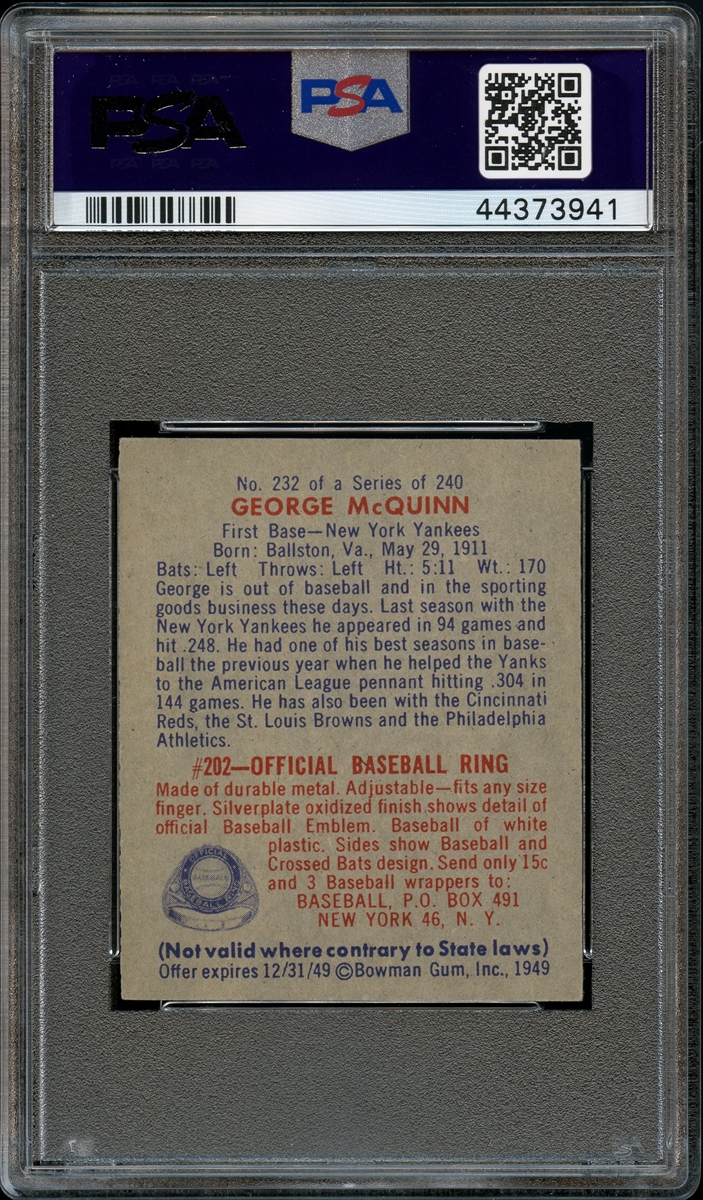 PSA
PSA
44373941
No. 232 of a Series of 240
GEORGE McQUINN
First Base—New York Yankees
Born: Ballston, Va., May 29, 1911
Bats: Left Throws: Left Ht.: 5:11 Wt.: 170
George is out of baseball and in the sporting
goods business these days. Last season with the
New York Yankees he appeared in 94 games and
hit .248. He had one of his best seasons in base-
ball the previous year when he helped the Yanks
to the American League pennant hitting .304 in
144 games. He has also been with the Cincinnati
Reds, the St. Louis Browns and the Philadelphia
Athletics.
#202—OFFICIAL BASEBALL RING
Made of durable metal. Adjustable—fits any size
finger. Silverplate oxidized finish shows detail of
official Baseball Emblem. Baseball of white
plastic. Sides show Baseball and
Crossed Bats design. Send only 15c
and 3 Baseball wrappers to:
BASEBALL, P.O. BOX 491
NEW YORK 46, N. Y.
OFFICIAL
BASEBALL
BASEBALL RING
(Not valid where contrary to State laws)
Offer expires 12/31/49 ©Bowman Gum, Inc., 1949